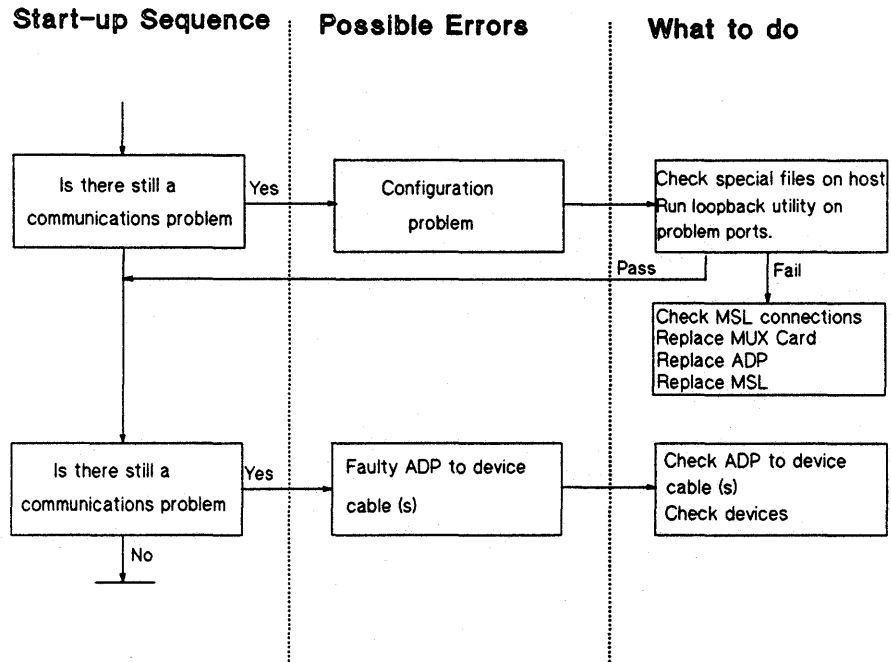 Start-up Sequence
Possible Errors
What to do
Is there still a
communications problem
Yes
Configuration
problem
Check special files on host.
Run loopback utility on
problem ports.
Pass
Fail
Check MSL connections
Replace MUX Card
Replace ADP
Replace MSL
Is there still a
communications problem
Yes
Faulty ADP to device
cable (s)
Check ADP to device
cable (s)
Check devices
No